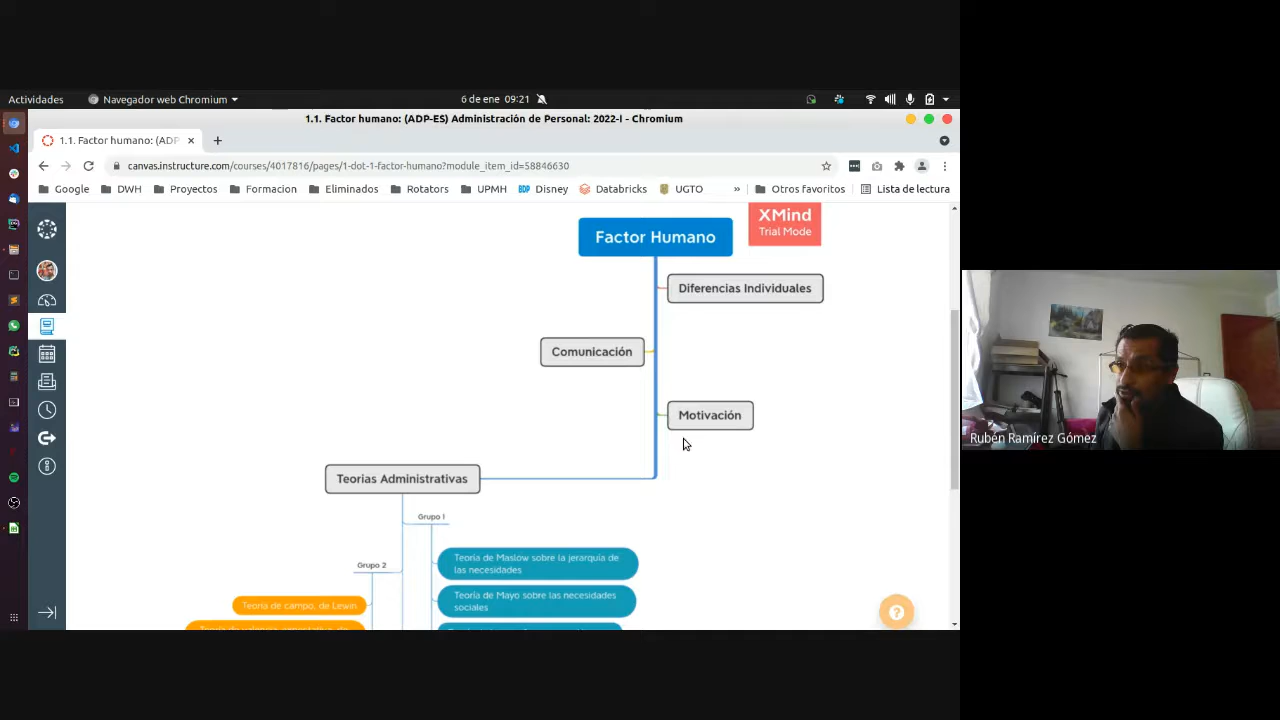 Actividades
Navegador web Chromium
6 de ene 09:21
1.1. Factor humano: (ADP-ES) Administración de Personal: 2022-I - Chromium
1.1. Factor humano: (ADP
canvas.instructure.com/courses/4017816/pages/1-dot-1-factor-humano?module_item_id=58846630
Google
DWH
Proyectos
Formacion
Eliminados
Rotators
UPMH
BDP Disney
Databricks
UGTO
»
Otros favoritos
Lista de lectura
Factor Humano
XMind
Trial Mode
Diferencias Individuales
Comunicación
Motivación
Rubén Ramírez Gómez
Teorias Administrativas
Grupo 1
Teoría de Maslow sobre la jerarquía de
las necesidades
Grupo 2
Teoría de Mayo sobre las necesidades
sociales
Teoría de campo, de Lewin